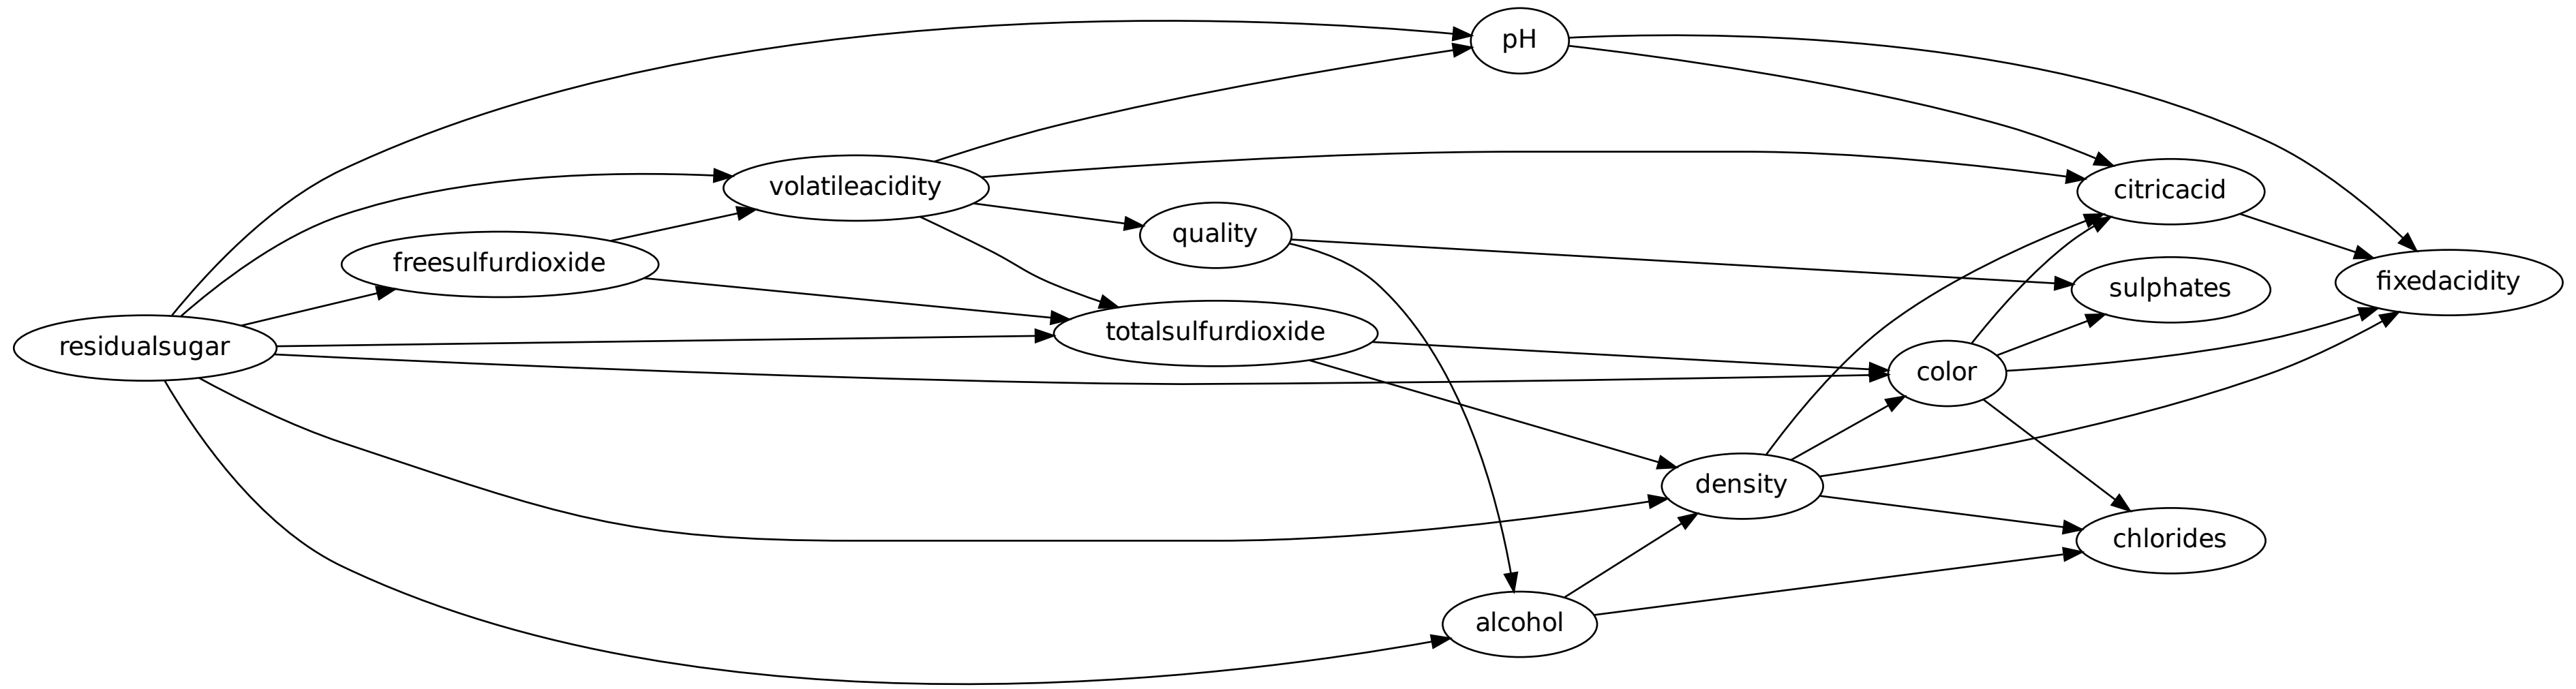 pH
volatileacidity
citricacid
quality
freesulfurdioxide
fixedacidity
sulphates
totalsulfurdioxide
residualsugar
color
density
chlorides
alcohol